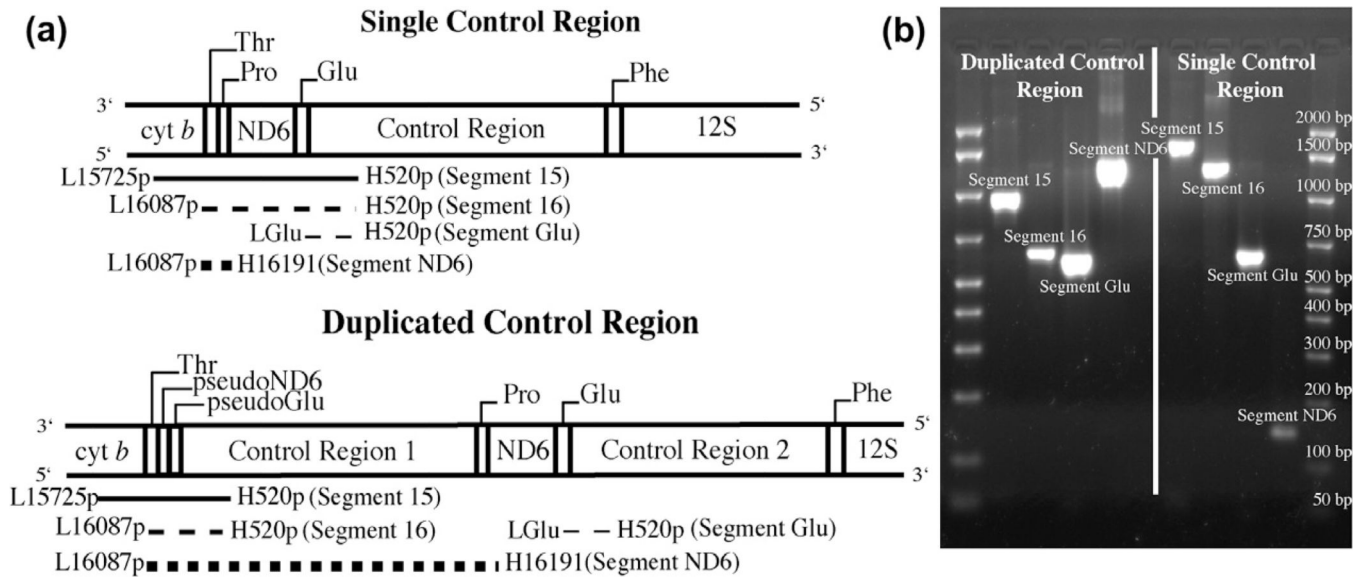 (a)
Single Control Region
Thr
Pro
Glu
Phe
3‘
5‘
cyt b
ND6
Control Region
12S
5‘
3‘
L15725p
H520p (Segment 15)
L16087p
H520p (Segment 16)
LGlu
H520p (Segment Glu)
L16087p
H16191(Segment ND6)
Duplicated Control Region
Thr
pseudoND6
pseudoGlu
Pro
Glu
Phe
3‘
5‘
cyt b
Control Region 1
ND6
Control Region 2
12S
5‘
3‘
L15725p
H520p (Segment 15)
L16087p
H520p (Segment 16)
LGlu
H520p (Segment Glu)
L16087p
H16191(Segment ND6)
(b)
Duplicated Control
Region
Single Control
Region
Segment 15
Segment 16
Segment Glu
Segment ND6
Segment 15
Segment 16
Segment Glu
Segment ND6
2000 bp
1500 bp
1000 bp
750 bp
500 bp
400 bp
300 bp
200 bp
100 bp
50 bp